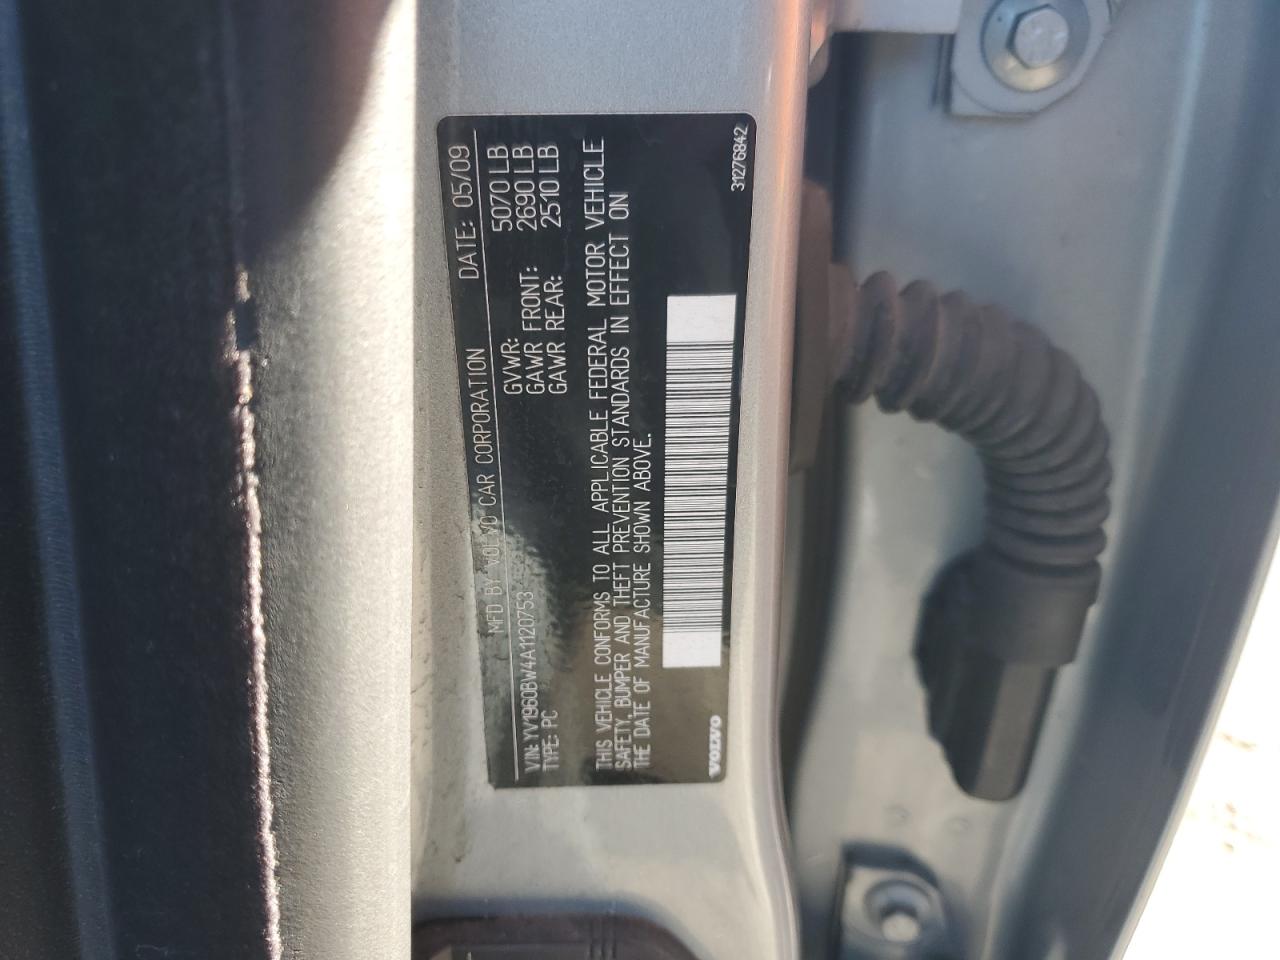 MFD BY VOLVO CAR CORPORATION DATE: 05/09
VIN: YV1960BW4A1120753 GVWR: 5070 LB
TYPE: PC GAWR FRONT: 2690 LB
GAWR REAR: 2510 LB
THIS VEHICLE CONFORMS TO ALL APPLICABLE FEDERAL MOTOR VEHICLE
SAFETY, BUMPER AND THEFT PREVENTION STANDARDS IN EFFECT ON
THE DATE OF MANUFACTURE SHOWN ABOVE.
VOLVO 31276842